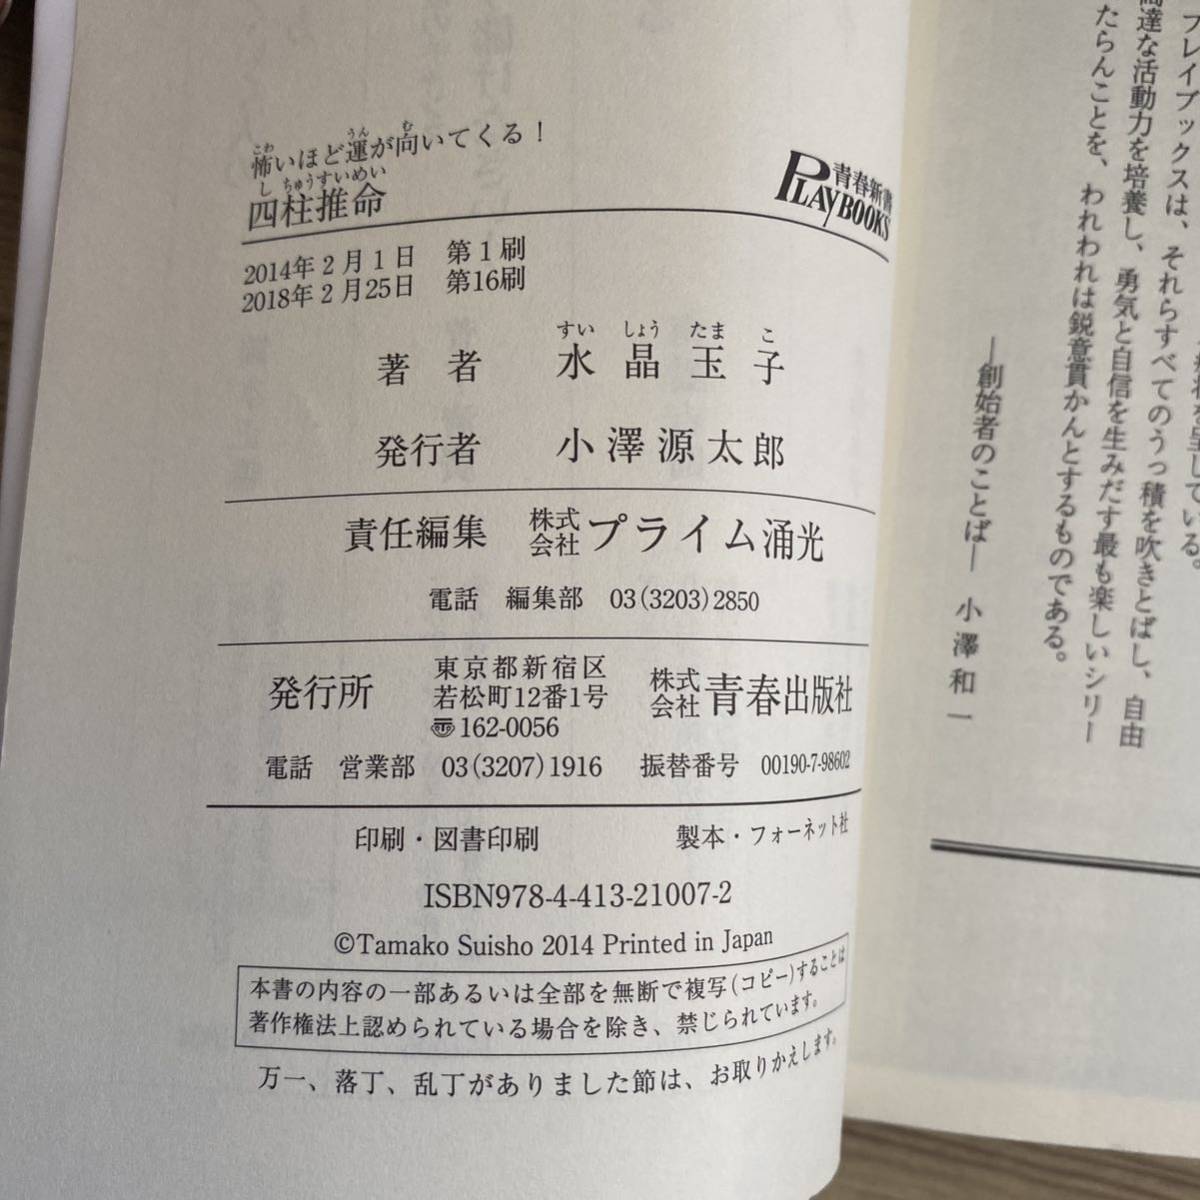 怖いほど運が向いてくる!
四柱推命
青春新書
PLAYBOOKS
2014年2月1日 第1刷
2018年2月25日 第16刷
すい しょう たま こ
著者 水晶玉子
発行者 小澤源太郎
責任編集 株式会社プライム涌光
電話 編集部 03(3203)2850
発行所 東京都新宿区若松町12番1号 〒162-0056 株式会社青春出版社
電話 営業部 03(3207)1916 振替番号 00190-7-98602
印刷・図書印刷 製本・フォーネット社
ISBN978-4-413-21007-2
©Tamako Suisho 2014 Printed in Japan
本書の内容の一部あるいは全部を無断で複写(コピー)することは
著作権法上認められている場合を除き、禁じられています。
万一、落丁、乱丁がありました節は、お取りかえします。
を呈している。
プレイブックスは、それらすべてのうっ積を吹きとばし、自由
達な活動力を培養し、勇気と自信を生みだす最も楽しいシリー
たらんことを、われわれは鋭意貫かんとするものである。
―創始者のことば― 小澤和一